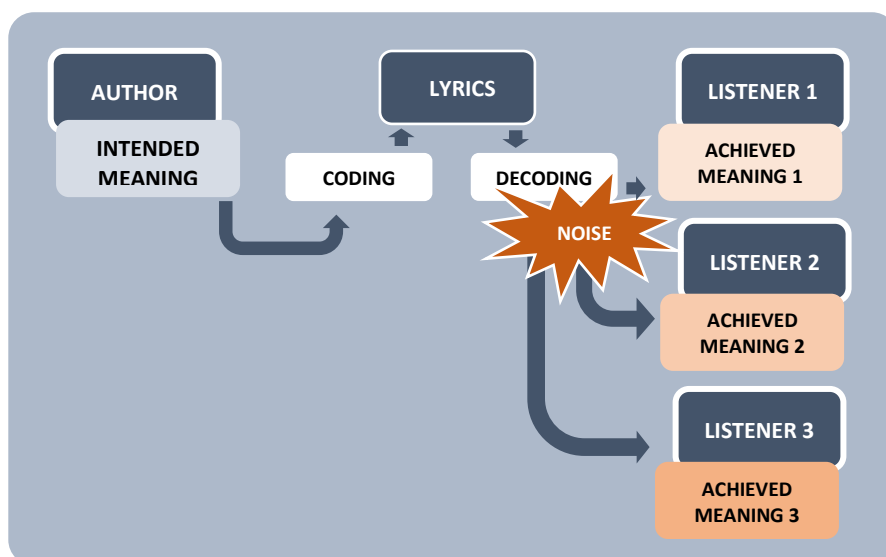 AUTHOR
INTENDED
MEANING
CODING
LYRICS
DECODING
NOISE
LISTENER 1
ACHIEVED
MEANING 1
LISTENER 2
ACHIEVED
MEANING 2
LISTENER 3
ACHIEVED
MEANING 3